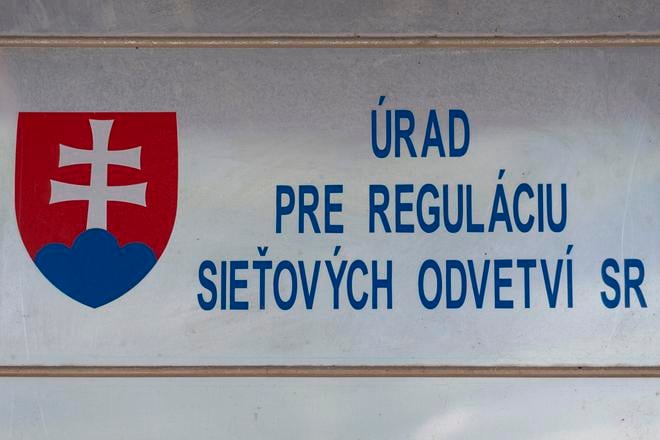 ÚRAD
PRE REGULÁCIU
SIEŤOVÝCH ODVETVÍ SR